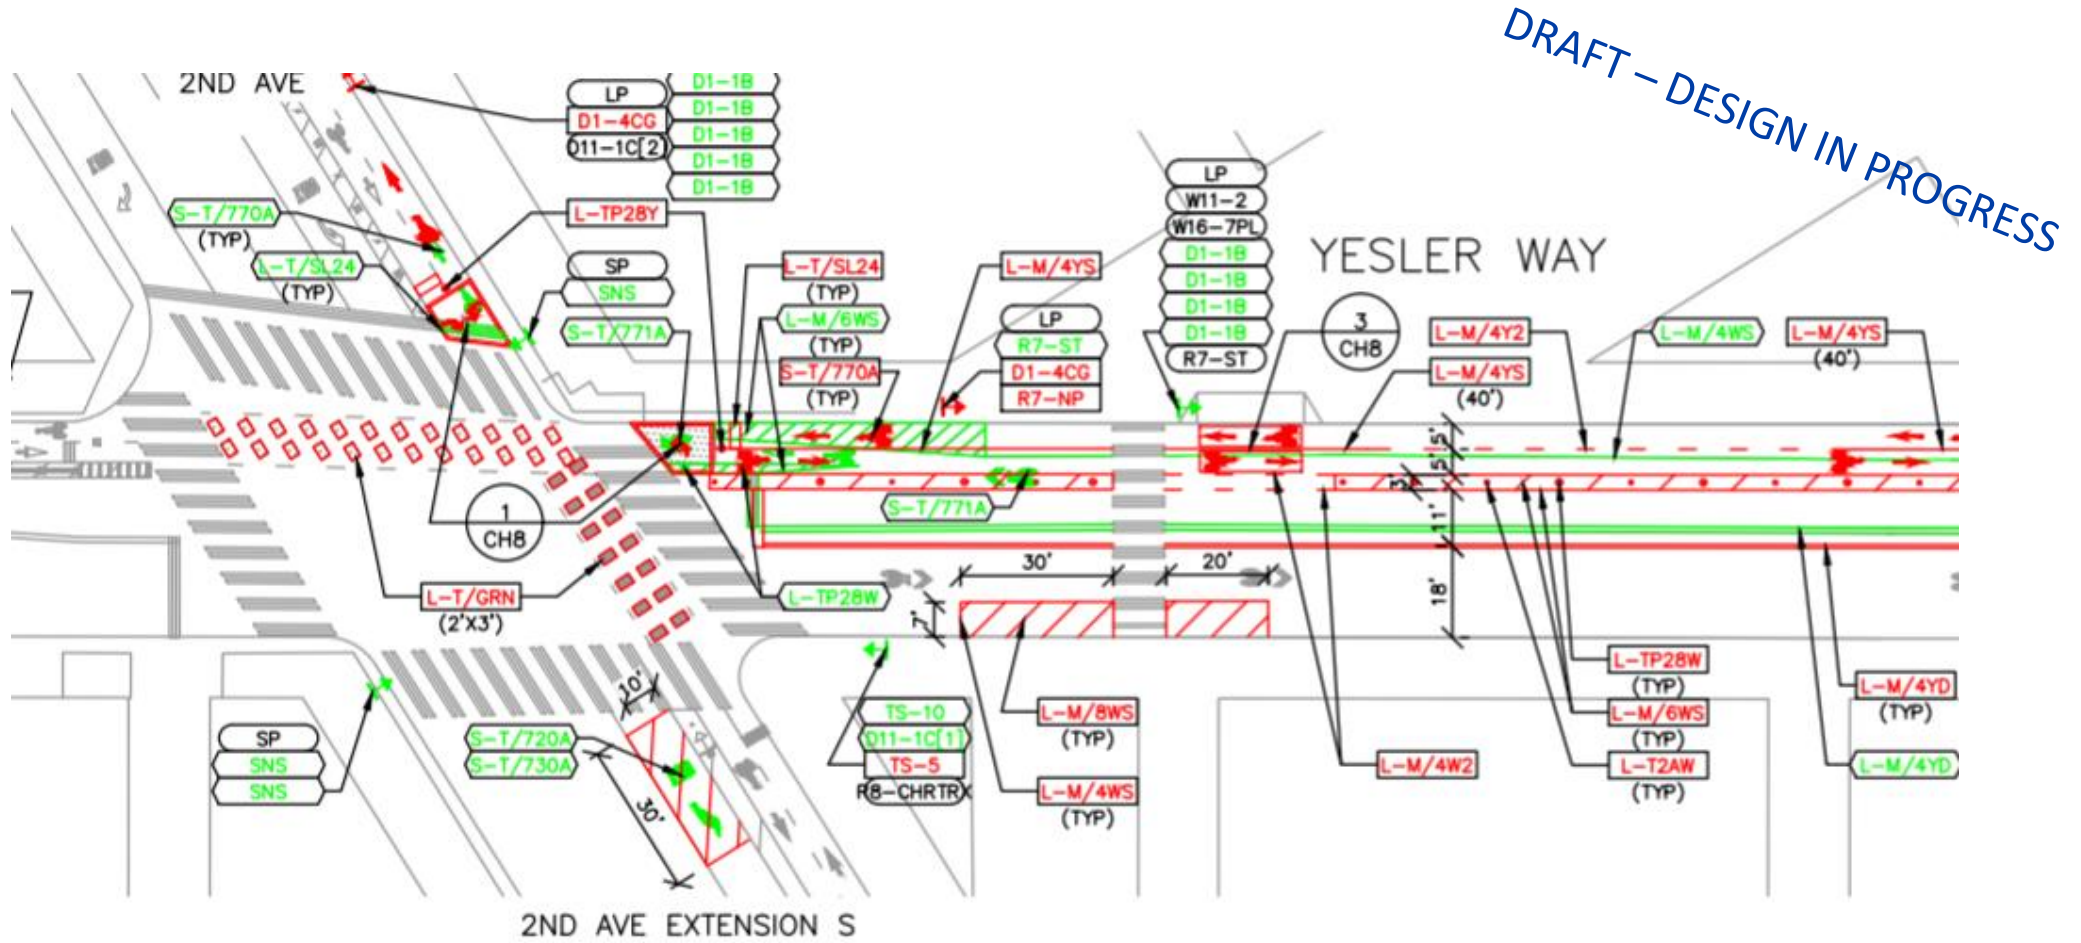 DRAFT – DESIGN IN PROGRESS
2ND AVE
LP
D1-4CG
D11-1C[2]
D1-1B
D1-1B
D1-1B
D1-1B
D1-1B
S-T/770A
(TYP)
L-TP28Y
L-T/SL24
(TYP)
SP
SNS
S-T/771A
L-T/SL24
(TYP)
L-M/6WS
(TYP)
S-T/770A
(TYP)
L-M/4YS
LP
R7-ST
D1-4CG
R7-NP
LP
W11-2
W16-7PL
D1-1B
D1-1B
D1-1B
D1-1B
R7-ST
YESLER WAY
3
CH8
L-M/4Y2
L-M/4YS
(40')
L-M/4WS
L-M/4YS
(40')
5'
5'
3'
11'
18'
S-T/771A
1
CH8
30'
20'
7'
L-T/GRN
(2'X3')
L-TP28W
10'
30'
SP
SNS
SNS
S-T/720A
S-T/730A
TS-10
D11-1C[1]
TS-5
R8-CHRTRX
L-M/8WS
(TYP)
L-M/4WS
(TYP)
L-M/4W2
L-TP28W
(TYP)
L-M/6WS
(TYP)
L-T2AW
(TYP)
L-M/4YD
(TYP)
L-M/4YD
2ND AVE EXTENSION S